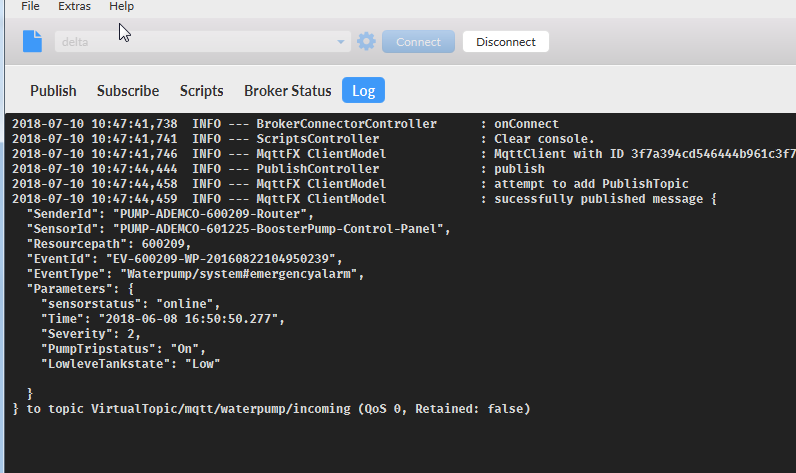 File Extras Help
delta Connect Disconnect
Publish Subscribe Scripts Broker Status Log
2018-07-10 10:47:41,738 INFO --- BrokerConnectorController : onConnect
2018-07-10 10:47:41,741 INFO --- ScriptsController : Clear console.
2018-07-10 10:47:41,746 INFO --- MqttFX ClientModel : MqttClient with ID 3f7a394cd546444b961c3f7
2018-07-10 10:47:44,444 INFO --- PublishController : publish
2018-07-10 10:47:44,458 INFO --- MqttFX ClientModel : attempt to add PublishTopic
2018-07-10 10:47:44,459 INFO --- MqttFX ClientModel : sucessfully published message {
"SenderId": "PUMP-ADEMCO-600209-Router",
"SensorId": "PUMP-ADEMCO-601225-BoosterPump-Control-Panel",
"Resourcepath": 600209,
"EventId": "EV-600209-WP-20160822104950239",
"EventType": "Waterpump/system#emergencyalarm",
"Parameters": {
"sensorstatus": "online",
"Time": "2018-06-08 16:50:50.277",
"Severity": 2,
"PumpTripstatus": "On",
"LowleveTankstate": "Low"
}
} to topic VirtualTopic/mqtt/waterpump/incoming (QoS 0, Retained: false)